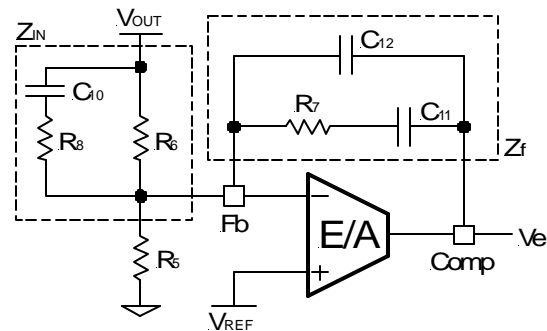 ZIN
VOUT
C10
R8
R6
C12
R7
C11
Zf
Fb
−
E/A
+
R5
VREF
Comp
Ve